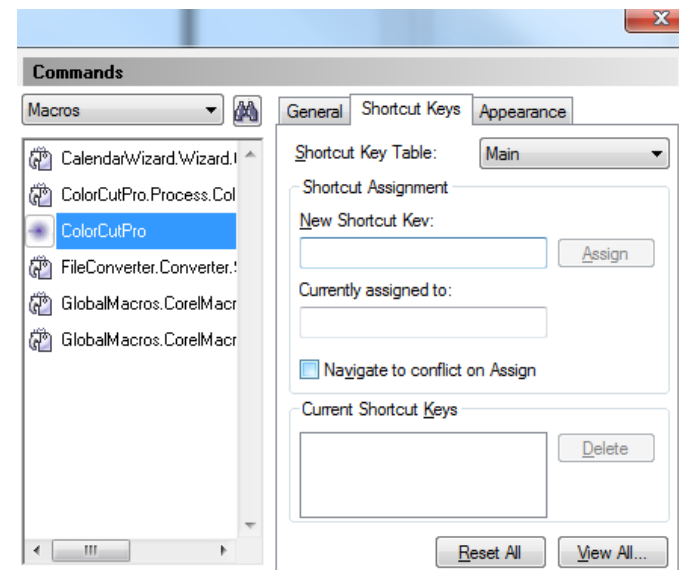 Commands
Macros
General Shortcut Keys Appearance
Shortcut Key Table: Main
CalendarWizard.Wizard.
ColorCutPro.Process.Col
ColorCutPro
FileConverter.Converter.
GlobalMacros.CorelMacr
GlobalMacros.CorelMacr
Shortcut Assignment
New Shortcut Key:
Assign
Currently assigned to:
Navigate to conflict on Assign
Current Shortcut Keys
Delete
Reset All View All...